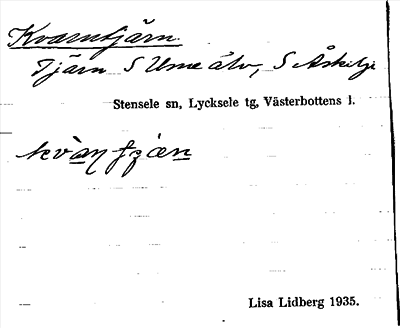 Kvarntjärn.
Tjärn S Ume älv, S Åskilje
Stensele sn, Lycksele tg, Västerbottens l.
Lisa Lidberg 1935.